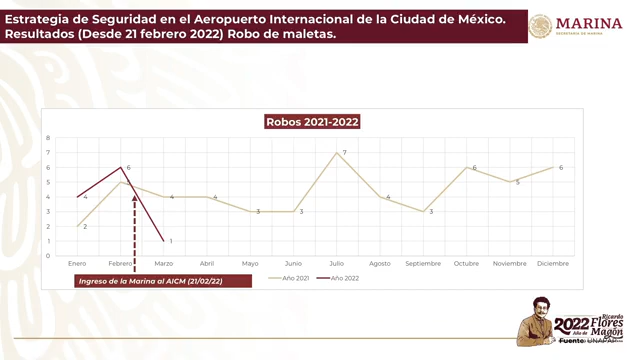 Estrategia de Seguridad en el Aeropuerto Internacional de la Ciudad de México.
Resultados (Desde 21 febrero 2022) Robo de maletas.
MARINA
SECRETARÍA DE MARINA
Robos 2021-2022
8
7
6
5
4
3
2
1
0
2
5
4
4
3
3
7
4
3
6
5
6
4
6
1
Enero
Febrero
Marzo
Abril
Mayo
Junio
Julio
Agosto
Septiembre
Octubre
Noviembre
Diciembre
Ingreso de la Marina al AICM (21/02/22)
Año 2021
Año 2022
2022 Ricardo
Año de Flores
Magón
Fuente: UNAPAF